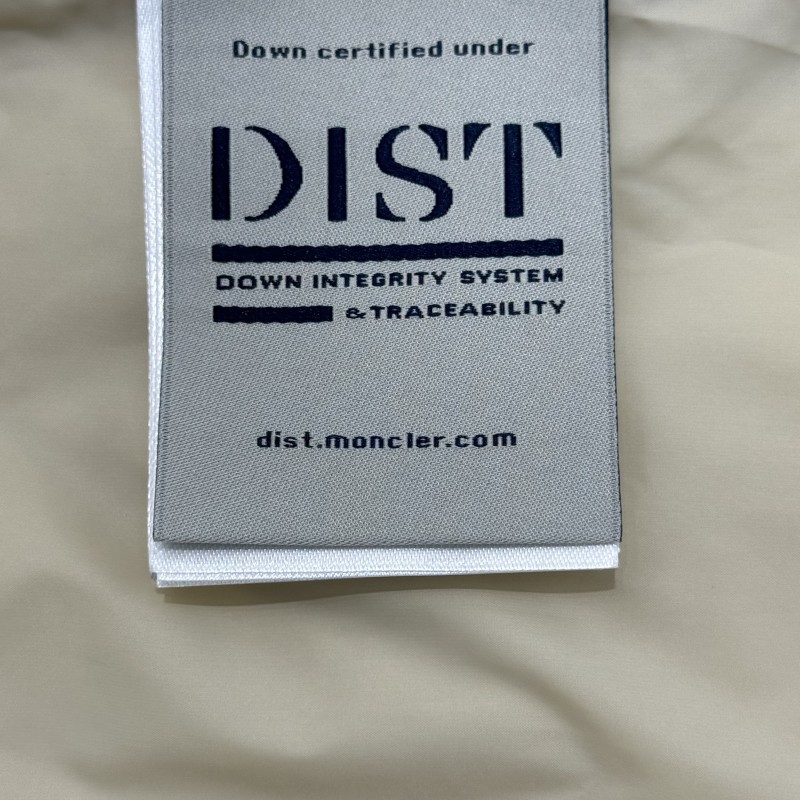 Down certified under
DIST
DOWN INTEGRITY SYSTEM
& TRACEABILITY
dist.moncler.com